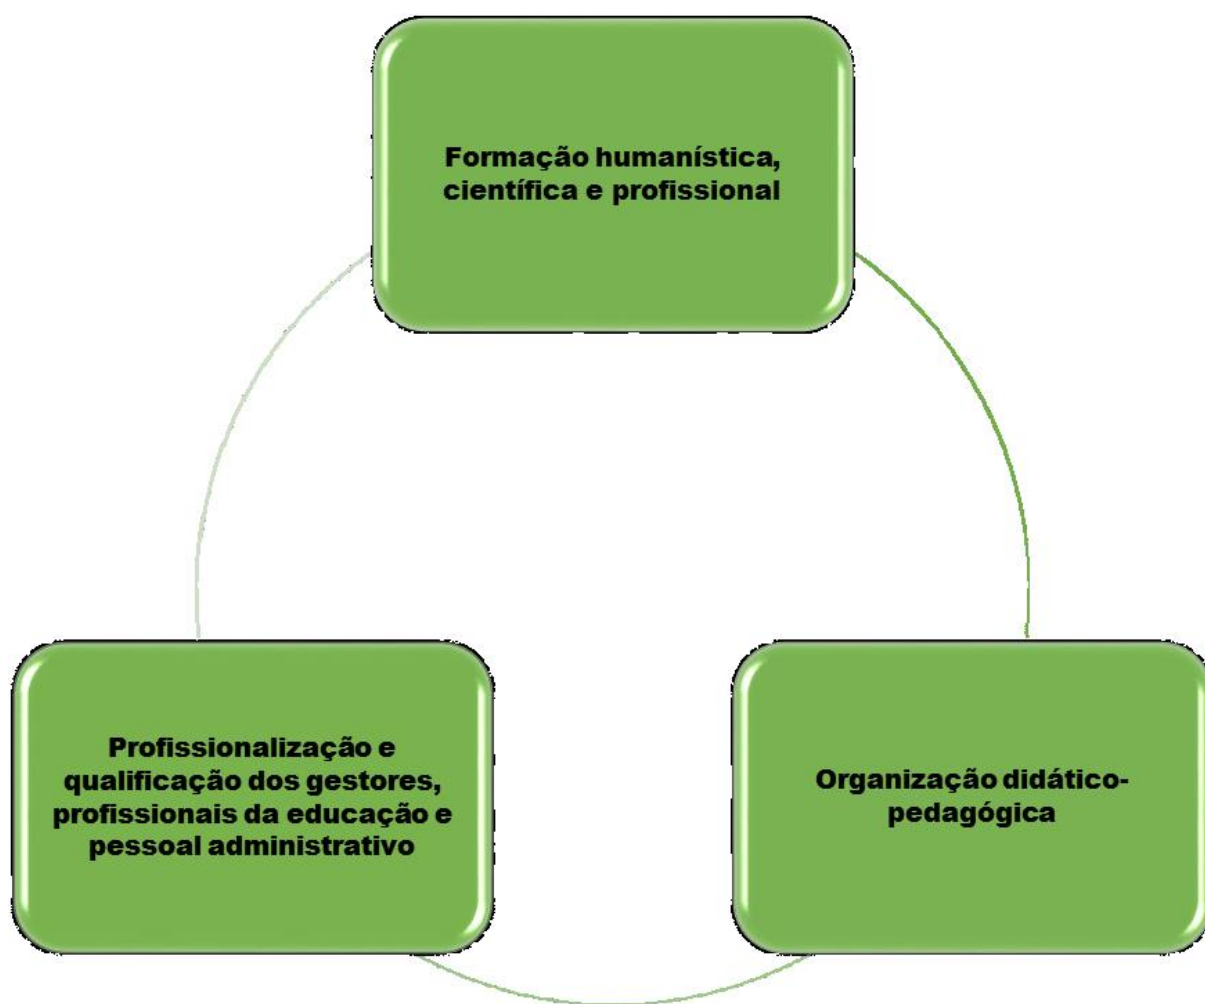 Formação humanística,
científica e profissional
Profissionalização e
qualificação dos gestores,
profissionais da educação e
pessoal administrativo
Organização didático-
pedagógica